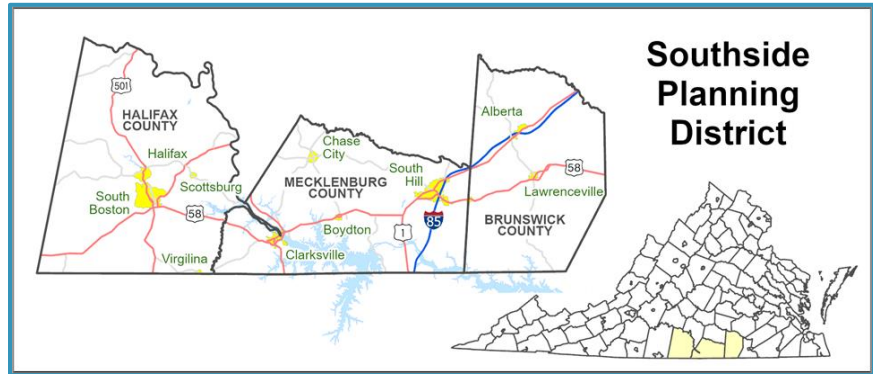 Southside
Planning
District
501
HALIFAX
COUNTY
Halifax
South
Boston
Scottsburg
58
Virgilina
Chase
City
MECKLENBURG
COUNTY
South
Hill
Boydton
Clarksville
1
85
Alberta
58
Lawrenceville
BRUNSWICK
COUNTY